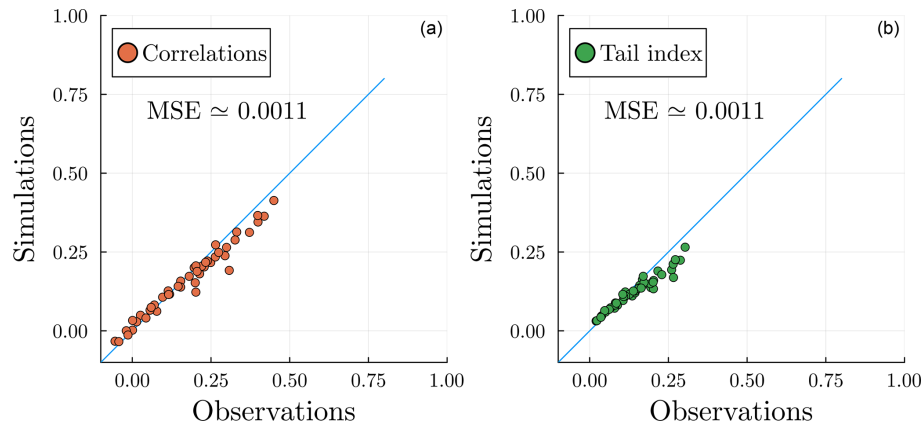 1.00
(a)
Correlations
0.75
MSE ≃ 0.0011
Simulations
0.50
0.25
0.00
0.00 0.25 0.50 0.75 1.00
Observations
1.00
(b)
Tail index
0.75
MSE ≃ 0.0011
Simulations
0.50
0.25
0.00
0.00 0.25 0.50 0.75 1.00
Observations